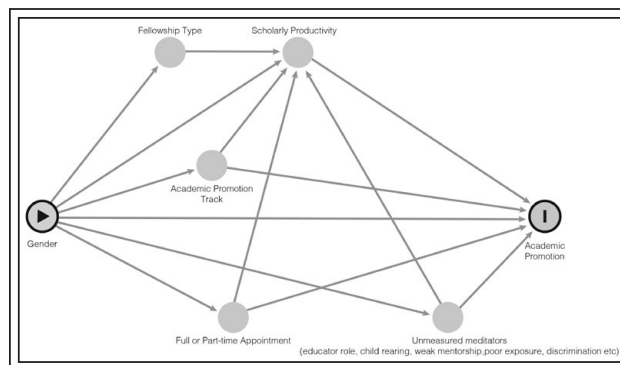 Fellowship Type
Scholarly Productivity
Academic Promotion
Track
Gender
Academic
Promotion
Full or Part-time Appointment
Unmeasured meditators
(educator role, child rearing, weak mentorship,poor exposure, discrimination etc)